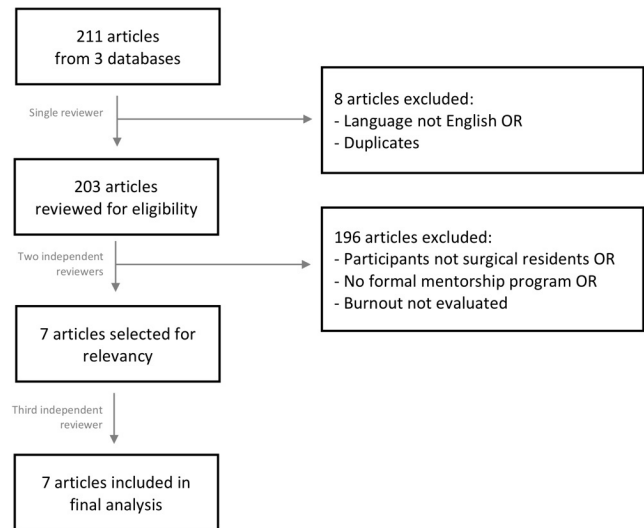 211 articles
from 3 databases
Single reviewer
8 articles excluded:
- Language not English OR
- Duplicates
203 articles
reviewed for eligibility
Two independent
reviewers
196 articles excluded:
- Participants not surgical residents OR
- No formal mentorship program OR
- Burnout not evaluated
7 articles selected for
relevancy
Third independent
reviewer
7 articles included in
final analysis